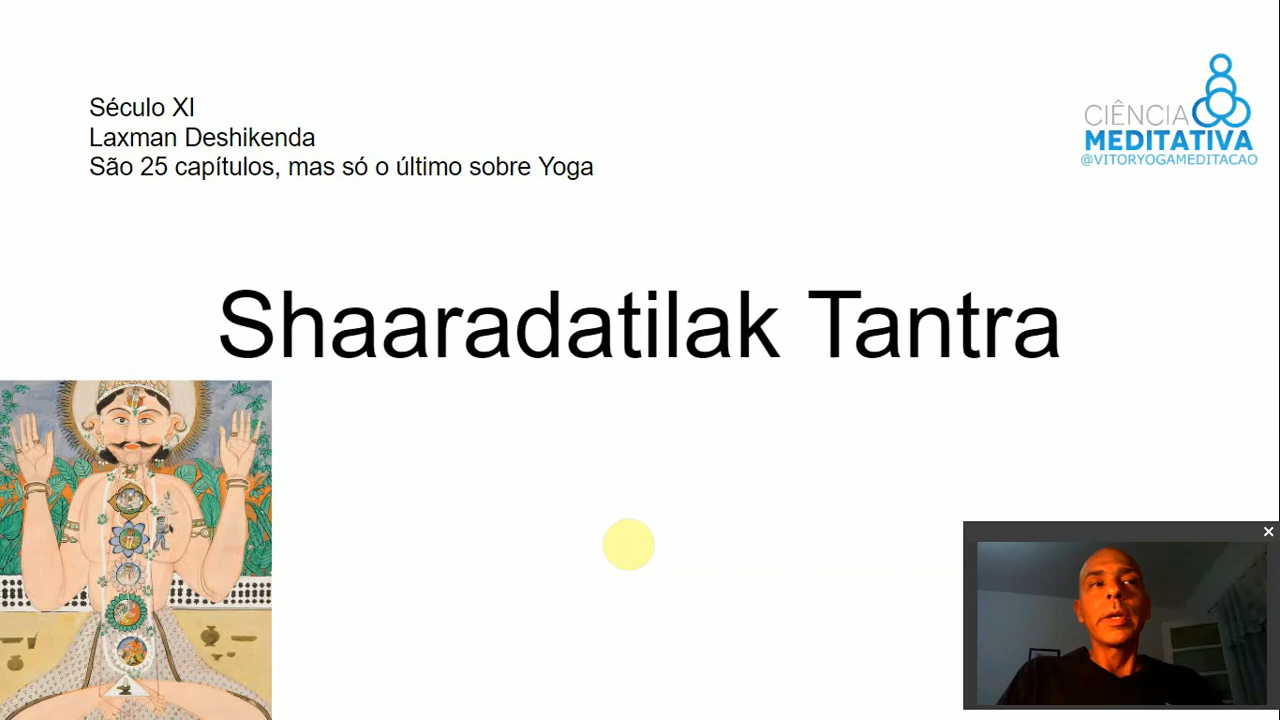 Século XI
Laxman Deshikenda
São 25 capítulos, mas só o último sobre Yoga
CIÊNCIA
MEDITATIVA
@VITORYOGAMEDITACAO
Shaaradatilak Tantra